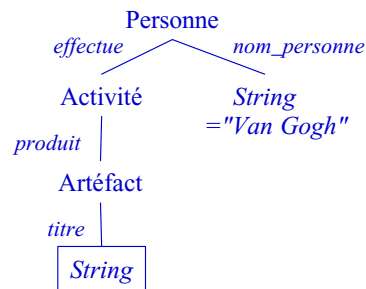 Personne
effectue nom_personne
Activité String
="Van Gogh"
produit
Artéfact
titre
String